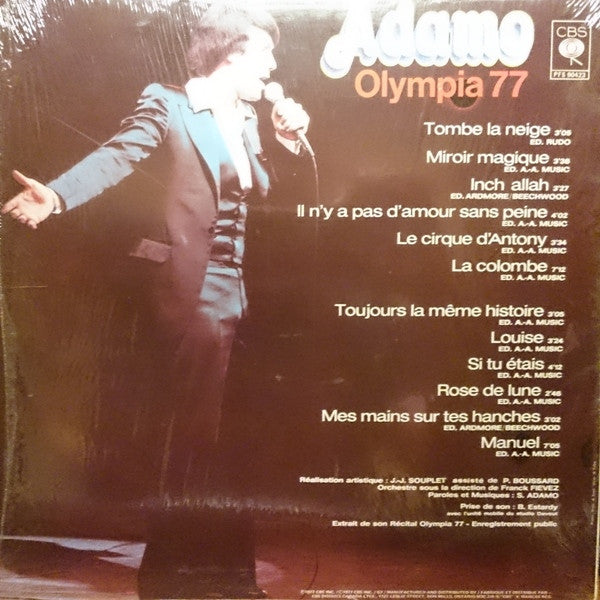 Adamo
Olympia 77
CBS
PFS 90423
Tombe la neige 3'05
ED. RUDO
Miroir magique 3'36
ED. A.-A. MUSIC
Inch allah 3'27
ED. ARDMORE/BEECHWOOD
Il n'y a pas d'amour sans peine 4'02
ED. A.-A. MUSIC
Le cirque d'Antony 3'34
ED. A.-A. MUSIC
La colombe 7'12
ED. A.-A. MUSIC
Toujours la même histoire 3'05
ED. A.-A. MUSIC
Louise 3'24
ED. A.-A. MUSIC
Si tu étais 4'12
ED. A.-A. MUSIC
Rose de lune 2'46
ED. A.-A. MUSIC
Mes mains sur tes hanches 3'02
ED. ARDMORE/BEECHWOOD
Manuel 7'05
ED. A.-A. MUSIC
Réalisation artistique : J.-J. SOUPLET assisté de P. BOUSSARD
Orchestre sous la direction de Franck FIEVEZ
Paroles et Musiques : S. ADAMO
Prise de son : B. Estardy
avec l'unité mobile du studio
Extrait de son Récital Olympia 77 - Enregistrement public